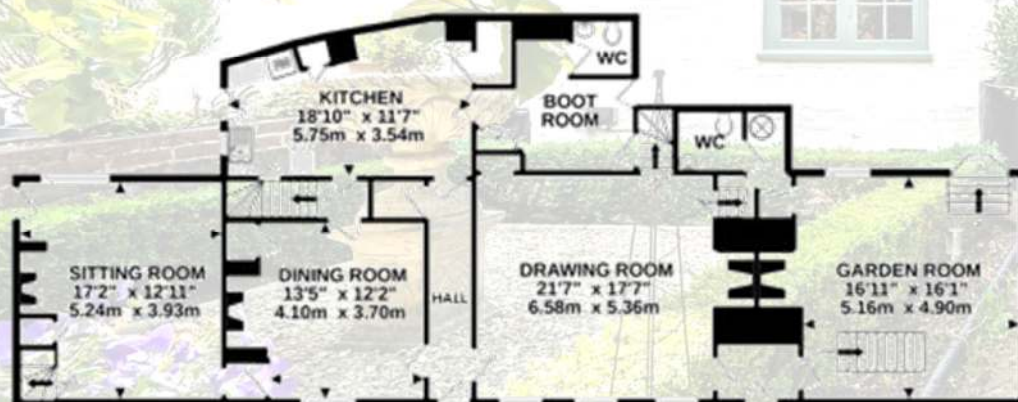 KITCHEN
18'10" x 11'7"
5.75m x 3.54m
WC
BOOT
ROOM
WC
SITTING ROOM
17'2" x 12'11"
5.24m x 3.93m
DINING ROOM
13'5" x 12'2"
4.10m x 3.70m
HALL
DRAWING ROOM
21'7" x 17'7"
6.58m x 5.36m
GARDEN ROOM
16'11" x 16'1"
5.16m x 4.90m